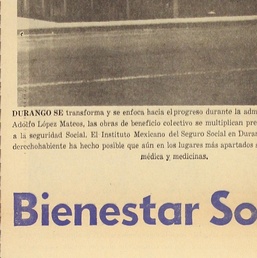 DURANGO SE transforma y se enfoca hacia el progreso durante la adm
Adolfo López Mateos, las obras de beneficio colectivo se multiplican pre
a la seguridad Social. El Instituto Mexicano del Seguro Social en Duran
derechohabiente ha hecho posible que aún en los lugares más apartados d
médica y medicinas.
Bienestar So